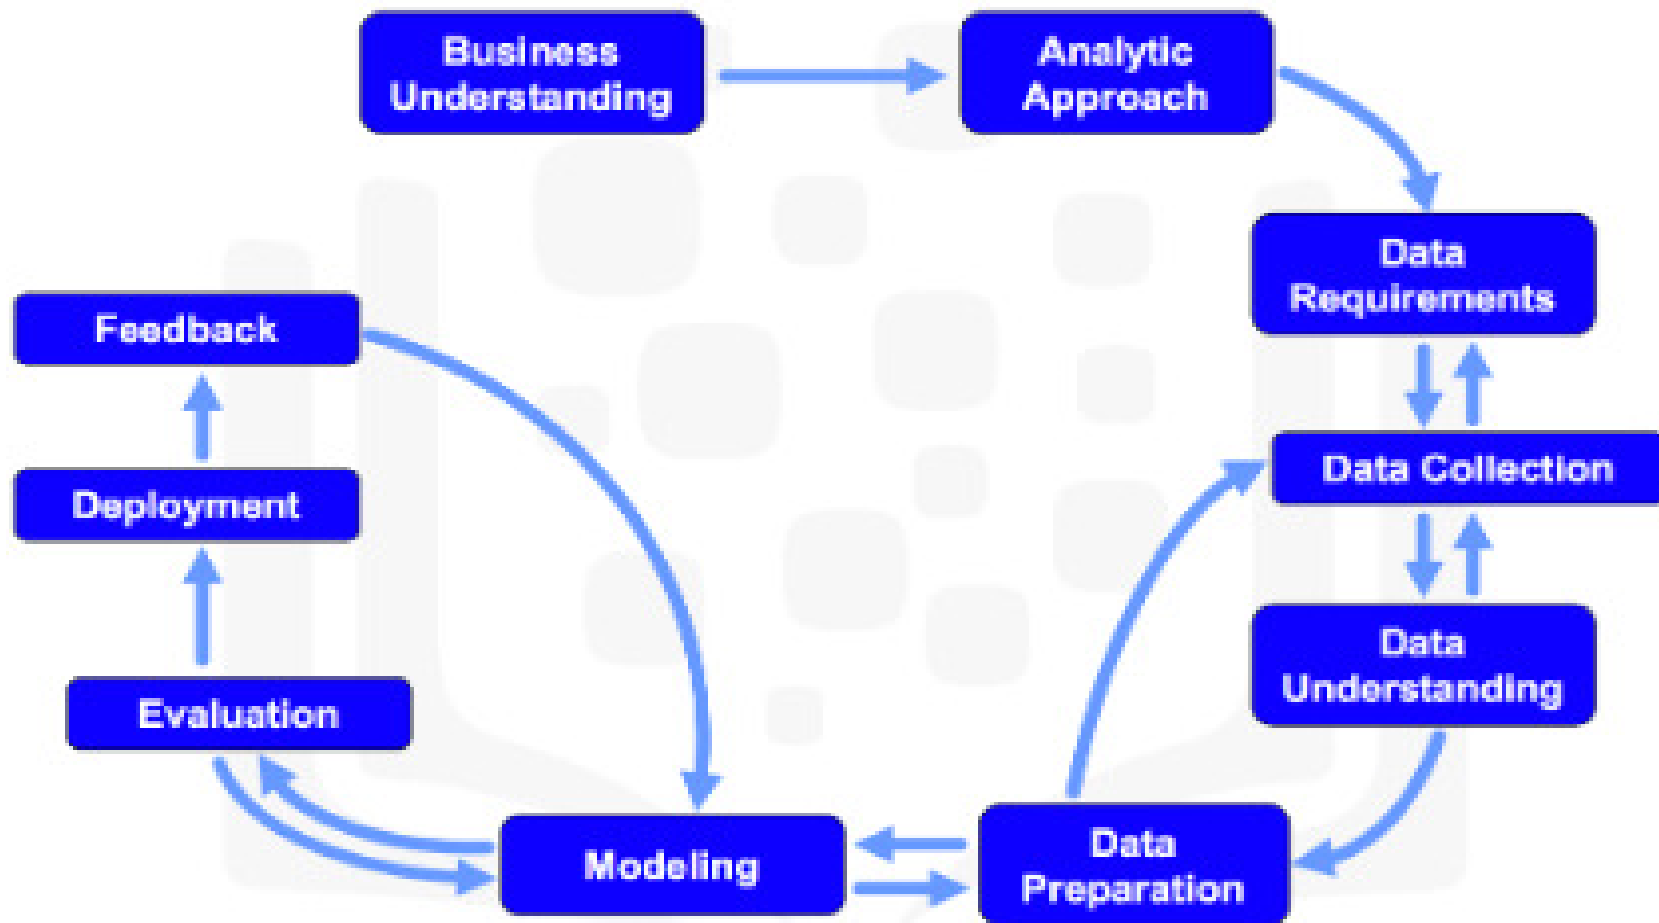 Business
Understanding
Analytic
Approach
Data
Requirements
Feedback
Data Collection
Deployment
Data
Understanding
Evaluation
Modeling
Data
Preparation